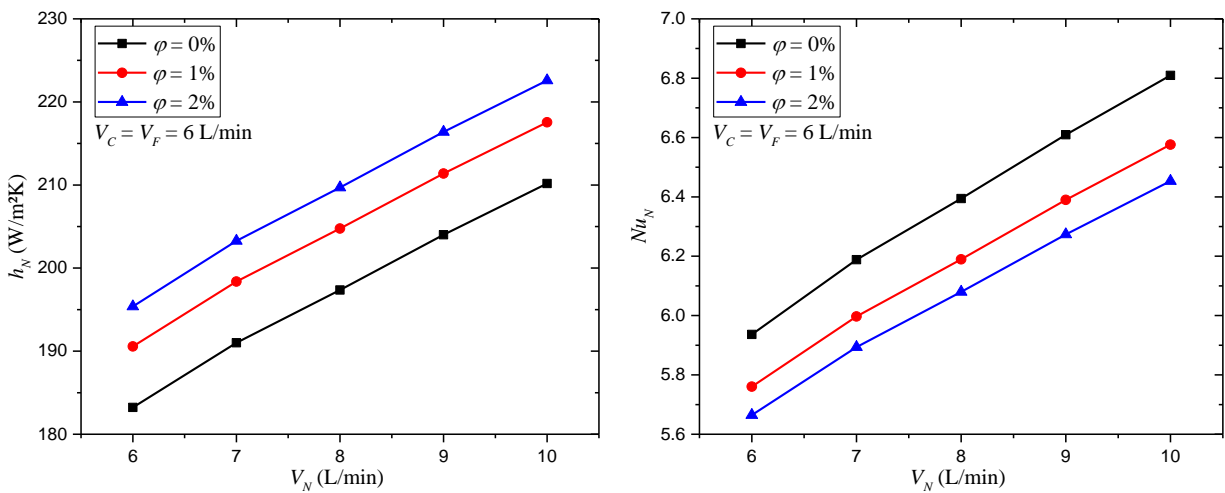 230
220
210
200
190
180
h_N (W/m²K)
φ = 0%
φ = 1%
φ = 2%
V_C = V_F = 6 L/min
6 7 8 9 10
V_N (L/min)
7.0
6.8
6.6
6.4
6.2
6.0
5.8
5.6
Nu_N
φ = 0%
φ = 1%
φ = 2%
V_C = V_F = 6 L/min
6 7 8 9 10
V_N (L/min)